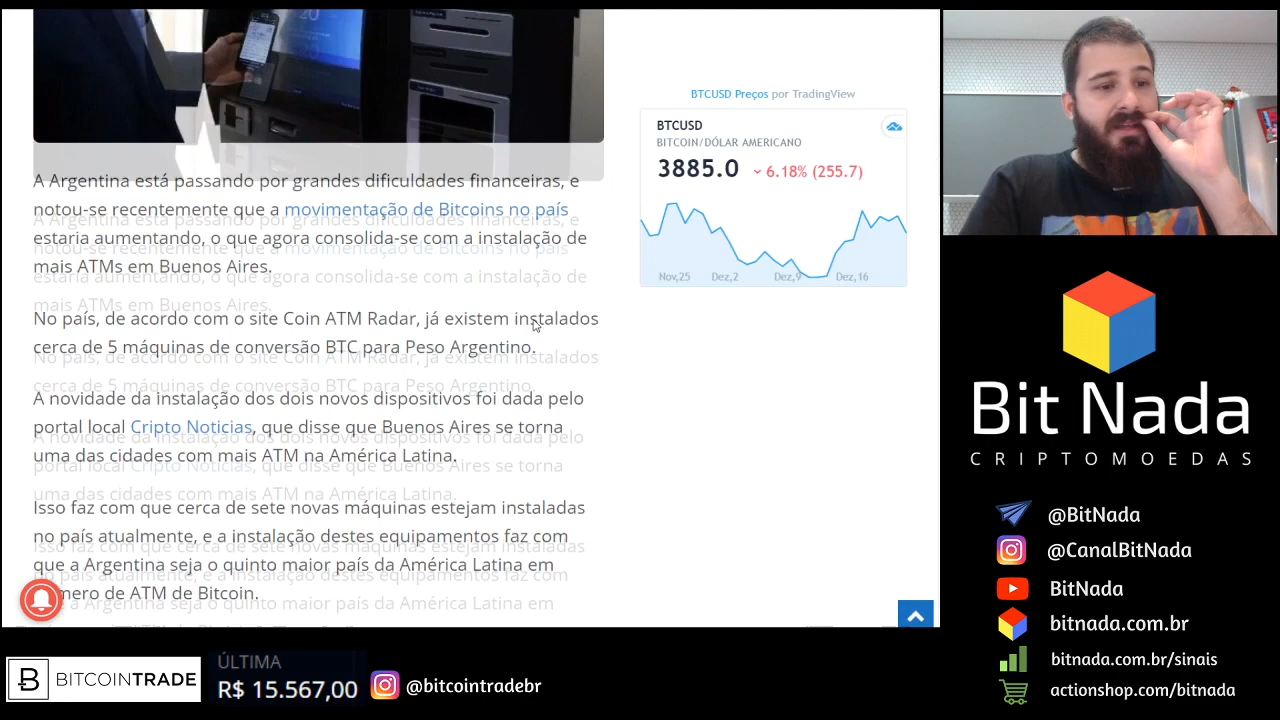 A Argentina está passando por grandes dificuldades financeiras, e
notou-se recentemente que a movimentação de Bitcoins no país
estaria aumentando, o que agora consolida-se com a instalação de
mais ATMs em Buenos Aires.
No país, de acordo com o site Coin ATM Radar, já existem instalados
cerca de 5 máquinas de conversão BTC para Peso Argentino.
A novidade da instalação dos dois novos dispositivos foi dada pelo
portal local Cripto Noticias, que disse que Buenos Aires se torna
uma das cidades com mais ATM na América Latina.
Isso faz com que cerca de sete novas máquinas estejam instaladas
no país atualmente, e a instalação destes equipamentos faz com
que a Argentina seja o quinto maior país da América Latina em
número de ATM de Bitcoin.
BTCUSD Preços por TradingView
BTCUSD
BITCOIN/DÓLAR AMERICANO
3885.0 6.18% (255.7)
Nov,25 Dez,2 Dez,9 Dez,16
Bit Nada
CRIPTOMOEDAS
@BitNada
@CanalBitNada
BitNada
bitnada.com.br
bitnada.com.br/sinais
actionshop.com/bitnada
BITCOINTRADE
ÚLTIMA
R$ 15.567,00
@bitcointradebr